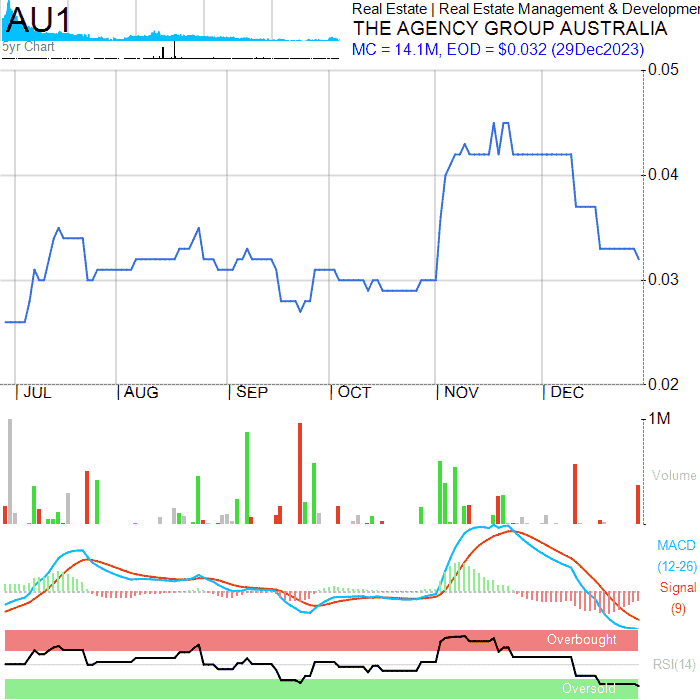 AU1
5yr Chart
Real Estate | Real Estate Management & Developmen
THE AGENCY GROUP AUSTRALIA
MC = 14.1M, EOD = $0.032 (29Dec2023)
0.05
0.04
0.03
0.02
|JUL |AUG |SEP |OCT |NOV |DEC
1M
Volume
MACD
(12-26)
Signal
(9)
Overbought
RSI(14)
Oversold